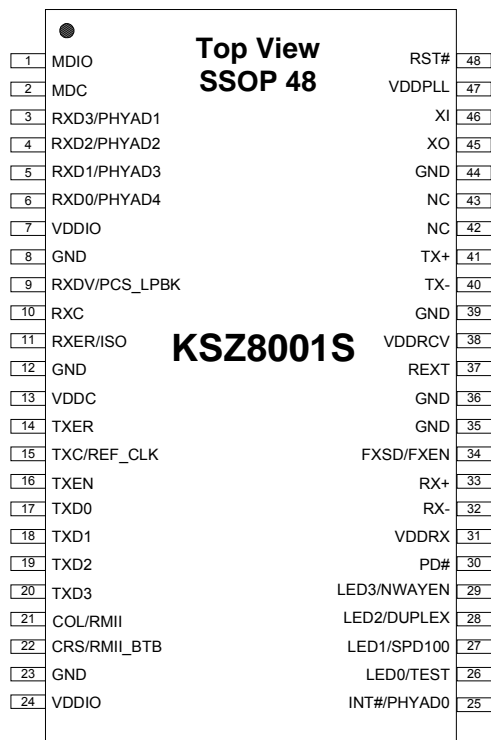 Top View
SSOP 48
KSZ8001S
1 MDIO
2 MDC
3 RXD3/PHYAD1
4 RXD2/PHYAD2
5 RXD1/PHYAD3
6 RXD0/PHYAD4
7 VDDIO
8 GND
9 RXDV/PCS_LPBK
10 RXC
11 RXER/ISO
12 GND
13 VDDC
14 TXER
15 TXC/REF_CLK
16 TXEN
17 TXD0
18 TXD1
19 TXD2
20 TXD3
21 COL/RMII
22 CRS/RMII_BTB
23 GND
24 VDDIO
RST# 48
VDDPLL 47
XI 46
XO 45
GND 44
NC 43
NC 42
TX+ 41
TX- 40
GND 39
VDDRCV 38
REXT 37
GND 36
GND 35
FXSD/FXEN 34
RX+ 33
RX- 32
VDDRX 31
PD# 30
LED3/NWAYEN 29
LED2/DUPLEX 28
LED1/SPD100 27
LED0/TEST 26
INT#/PHYAD0 25